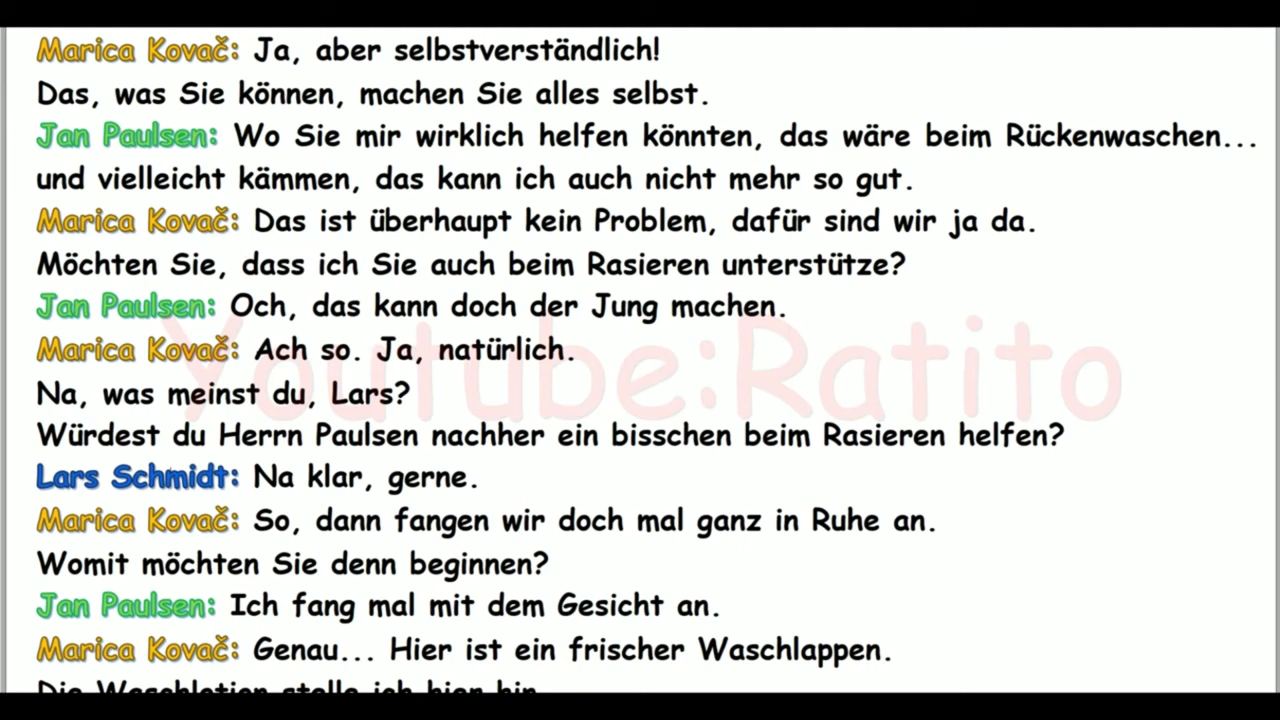 Marica Kovač: Ja, aber selbstverständlich!
Das, was Sie können, machen Sie alles selbst.
Jan Paulsen: Wo Sie mir wirklich helfen könnten, das wäre beim Rückenwaschen...
und vielleicht kämmen, das kann ich auch nicht mehr so gut.
Marica Kovač: Das ist überhaupt kein Problem, dafür sind wir ja da.
Möchten Sie, dass ich Sie auch beim Rasieren unterstütze?
Jan Paulsen: Och, das kann doch der Jung machen.
Marica Kovač: Ach so. Ja, natürlich.
Youtube:Ratito
Na, was meinst du, Lars?
Würdest du Herrn Paulsen nachher ein bisschen beim Rasieren helfen?
Lars Schmidt: Na klar, gerne.
Marica Kovač: So, dann fangen wir doch mal ganz in Ruhe an.
Womit möchten Sie denn beginnen?
Jan Paulsen: Ich fang mal mit dem Gesicht an.
Marica Kovač: Genau... Hier ist ein frischer Waschlappen.
Die Waschlotion stelle ich hier hin